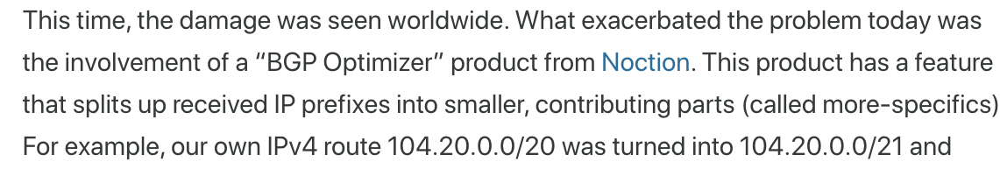 This time, the damage was seen worldwide. What exacerbated the problem today was
the involvement of a “BGP Optimizer” product from Noction. This product has a feature
that splits up received IP prefixes into smaller, contributing parts (called more-specifics)
For example, our own IPv4 route 104.20.0.0/20 was turned into 104.20.0.0/21 and